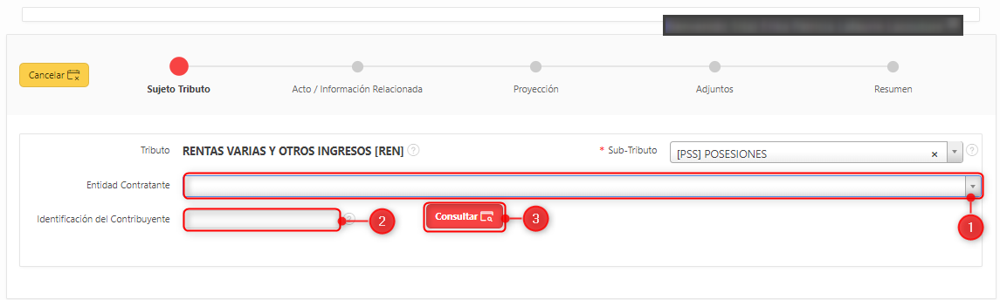 Cancelar
Sujeto Tributo
Acto / Información Relacionada
Proyección
Adjuntos
Resumen
Tributo RENTAS VARIAS Y OTROS INGRESOS [REN] ? * Sub-Tributo [PSS] POSESIONES × ?
Entidad Contratante
1
Identificación del Contribuyente ? 2 Consultar 3